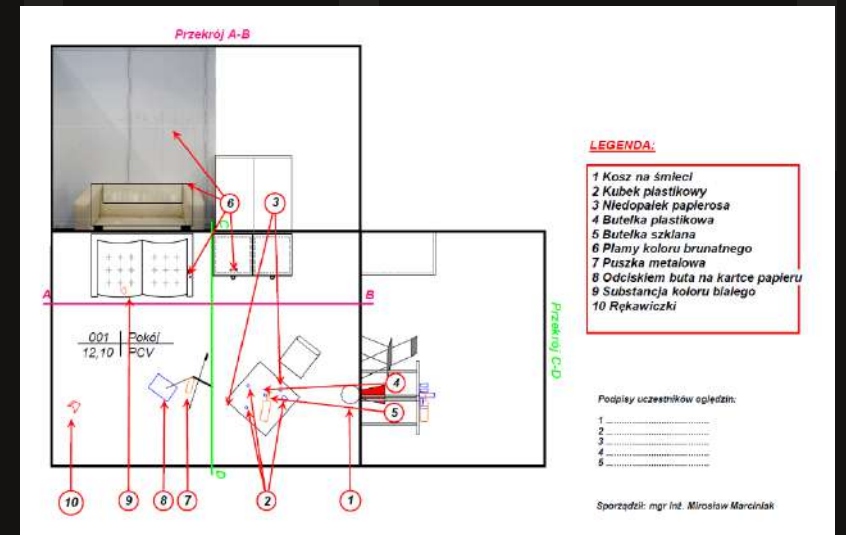 Przekrój A-B
6
3
C
A
B
001 Pokój
12,10 PCV
4
5
D
10
9
8
7
2
1
Przekrój C-D
LEGENDA:
1 Kosz na śmieci
2 Kubek plastikowy
3 Niedopałek papierosa
4 Butelka plastikowa
5 Butelka szklana
6 Plamy koloru brunatnego
7 Puszka metalowa
8 Odciskiem buta na kartce papieru
9 Substancja koloru białego
10 Rękawiczki
Podpisy uczestników oględzin:
1 ..........................................
2 ..........................................
3 ..........................................
4 ..........................................
5 ..........................................
Sporządził: mgr inż. Mirosław Marciniak